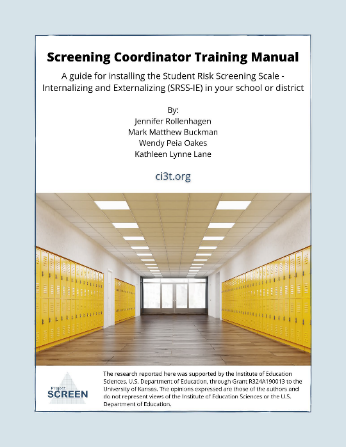 Screening Coordinator Training Manual
A guide for installing the Student Risk Screening Scale -
Internalizing and Externalizing (SRSS-IE) in your school or district
By:
Jennifer Rollenhagen
Mark Matthew Buckman
Wendy Peia Oakes
Kathleen Lynne Lane
ci3t.org
The research reported here was supported by the Institute of Education
Sciences, U.S. Department of Education, through Grant R324A190013 to the
University of Kansas. The opinions expressed are those of the authors and
do not represent views of the Institute of Education Sciences or the U.S.
Department of Education.
Project
SCREEN